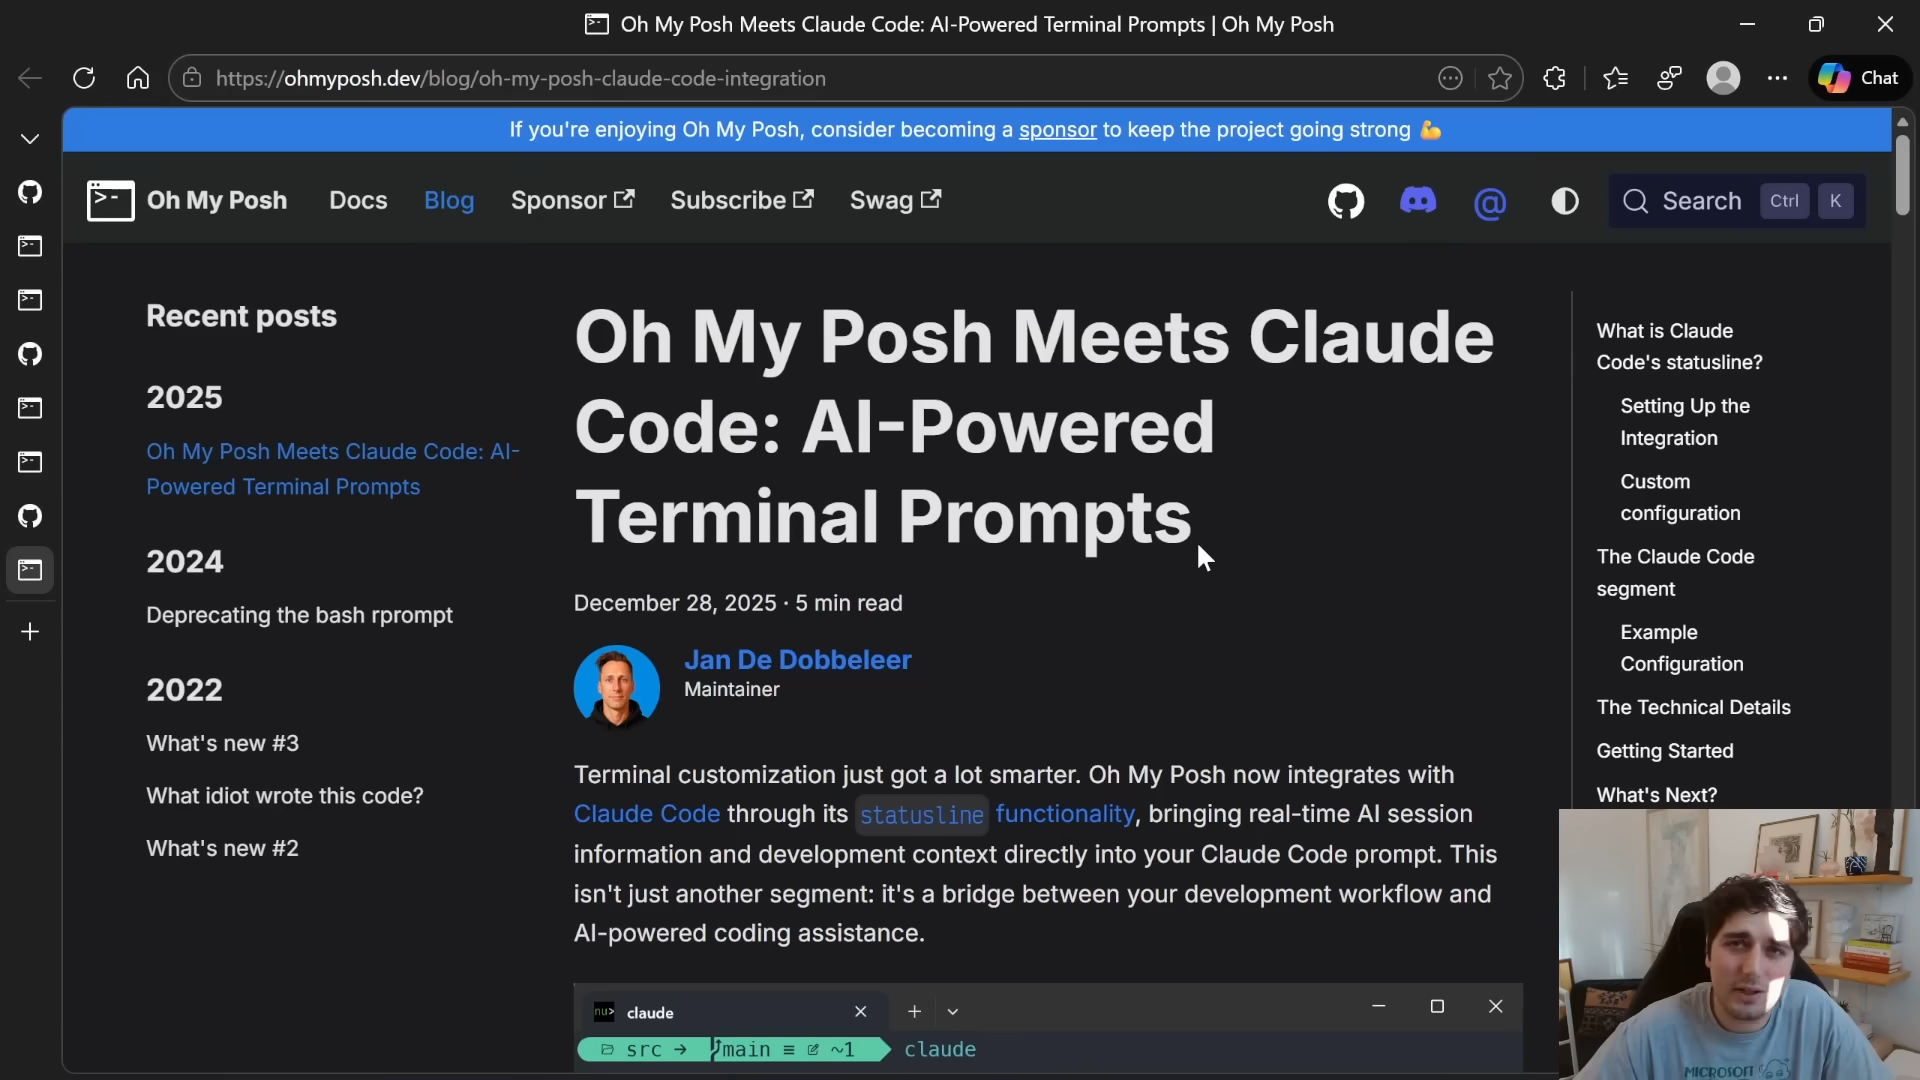 Oh My Posh Meets Claude Code: AI-Powered Terminal Prompts | Oh My Posh
https://ohmyposh.dev/blog/oh-my-posh-claude-code-integration
Chat
If you're enjoying Oh My Posh, consider becoming a sponsor to keep the project going strong 💪
Oh My Posh
Docs
Blog
Sponsor
Subscribe
Swag
Search
Ctrl
K
Recent posts
2025
Oh My Posh Meets Claude Code: AI-
Powered Terminal Prompts
2024
Deprecating the bash rprompt
2022
What's new #3
What idiot wrote this code?
What's new #2
Oh My Posh Meets Claude
Code: AI-Powered
Terminal Prompts
December 28, 2025 · 5 min read
Jan De Dobbeleer
Maintainer
Terminal customization just got a lot smarter. Oh My Posh now integrates with
Claude Code through its statusline functionality, bringing real-time AI session
information and development context directly into your Claude Code prompt. This
isn't just another segment: it's a bridge between your development workflow and
AI-powered coding assistance.
nu> claude
src → main ≡ ~1 claude
What is Claude
Code's statusline?
Setting Up the
Integration
Custom
configuration
The Claude Code
segment
Example
Configuration
The Technical Details
Getting Started
What's Next?
MICROSOFT